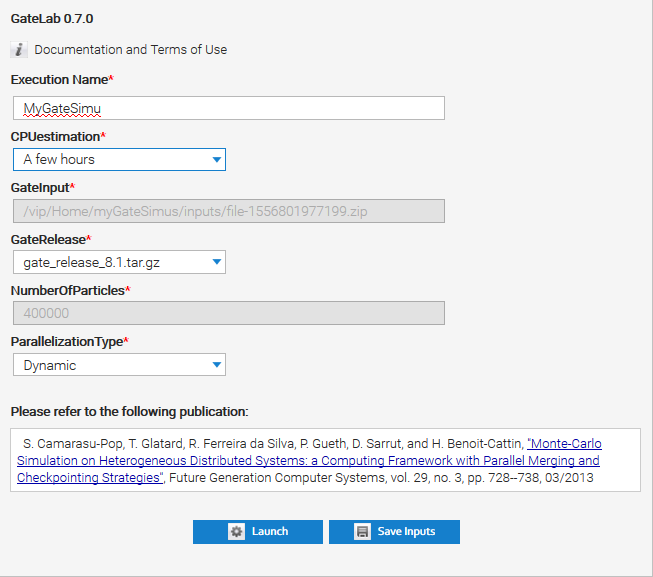 GateLab 0.7.0
i Documentation and Terms of Use
Execution Name*
MyGateSimu
CPUestimation*
A few hours
GateInput*
/vip/Home/myGateSimus/inputs/file-1556801977199.zip
GateRelease*
gate_release_8.1.tar.gz
NumberOfParticles*
400000
ParallelizationType*
Dynamic
Please refer to the following publication:
S. Camarasu-Pop, T. Glatard, R. Ferreira da Silva, P. Gueth, D. Sarrut, and H. Benoit-Cattin, "Monte-Carlo
Simulation on Heterogeneous Distributed Systems: a Computing Framework with Parallel Merging and
Checkpointing Strategies", Future Generation Computer Systems, vol. 29, no. 3, pp. 728--738, 03/2013
Launch Save Inputs